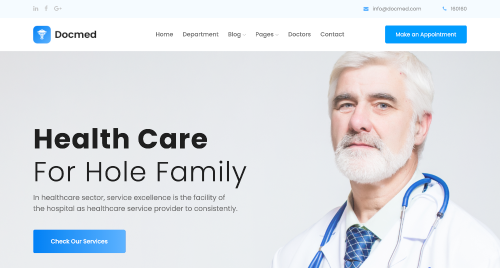 info@docmed.com 160160
Docmed
Home Department Blog Pages Doctors Contact
Make an Appointment
Health Care
For Hole Family
In healthcare sector, service excellence is the facility of
the hospital as healthcare service provider to consistently.
Check Our Services